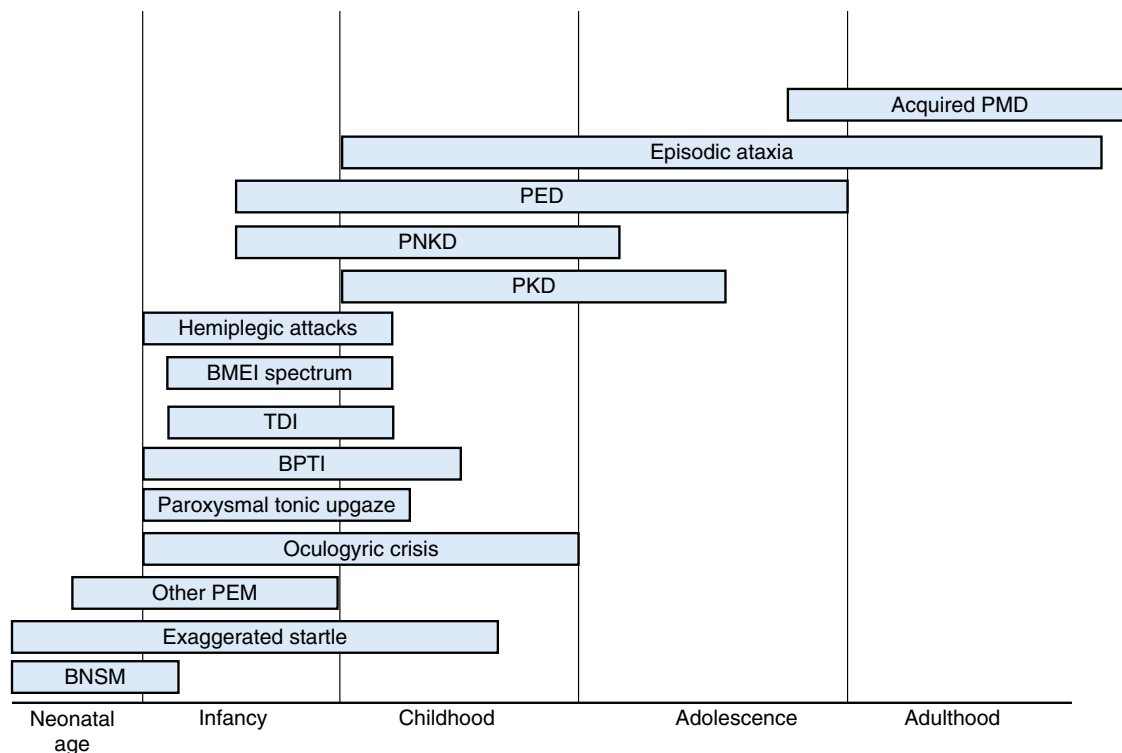 Acquired PMD
Episodic ataxia
PED
PNKD
PKD
Hemiplegic attacks
BMEI spectrum
TDI
BPTI
Paroxysmal tonic upgaze
Oculogyric crisis
Other PEM
Exaggerated startle
BNSM
Neonatal age
Infancy
Childhood
Adolescence
Adulthood